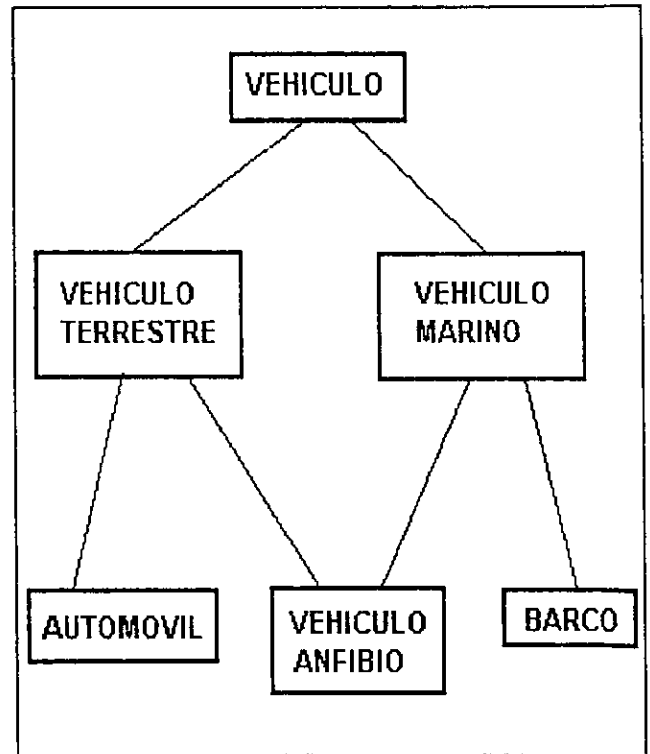 VEHICULO
VEHICULO
TERRESTRE
VEHICULO
MARINO
AUTOMOVIL
VEHICULO
ANFIBIO
BARCO